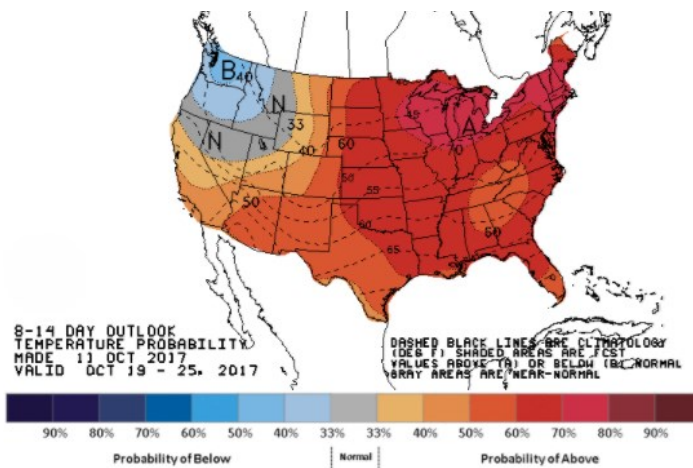 B 40
N
33
N
40
50
60
50
55
60
65
45
A
70
60
8-14 DAY OUTLOOK
TEMPERATURE PROBABILITY
MADE 11 OCT 2017
VALID OCT 19 - 25, 2017
DASHED BLACK LINES ARE CLIMATOLOGY
(DEG F) SHADED AREAS ARE FCST
VALUES ABOVE (A) OR BELOW (B) NORMAL
GRAY AREAS ARE NEAR-NORMAL
90% 80% 70% 60% 50% 40% 33% 33% 40% 50% 60% 70% 80% 90%
Probability of Below Normal Probability of Above